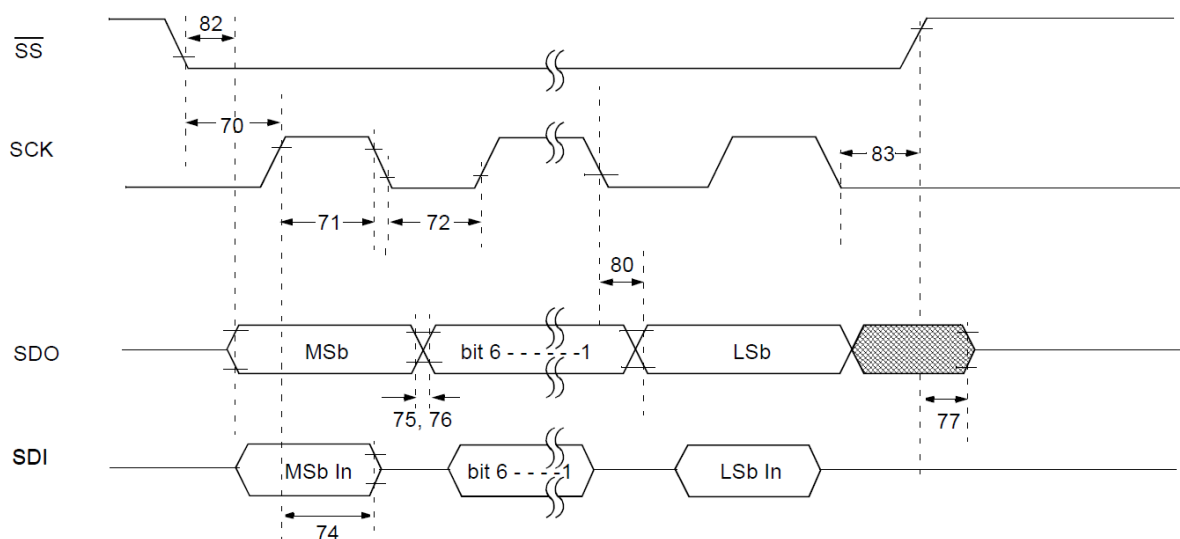 82
SS
70
SCK
83
71
72
80
SDO
MSb
bit 6 - - - - - -1
LSb
75, 76
77
SDI
MSb In
bit 6 - - - - -1
LSb In
74